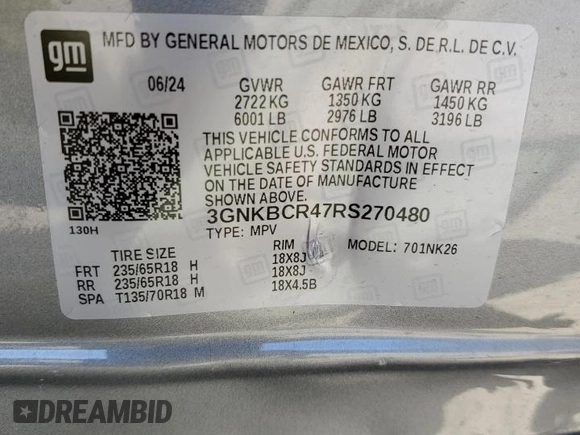 gm MFD BY GENERAL MOTORS DE MEXICO, S. DE.R.L. DE C.V.
06/24 GVWR GAWR FRT GAWR RR
2722 KG 1350 KG 1450 KG
6001 LB 2976 LB 3196 LB
THIS VEHICLE CONFORMS TO ALL
APPLICABLE U.S. FEDERAL MOTOR
VEHICLE SAFETY STANDARDS IN EFFECT
ON THE DATE OF MANUFACTURE
SHOWN ABOVE.
3GNKBCR47RS270480
130H TYPE: MPV MODEL: 701NK26
TIRE SIZE RIM
FRT 235/65R18 H 18X8J
RR 235/65R18 H 18X8J
SPA T135/70R18 M 18X4.5B
DREAMBID